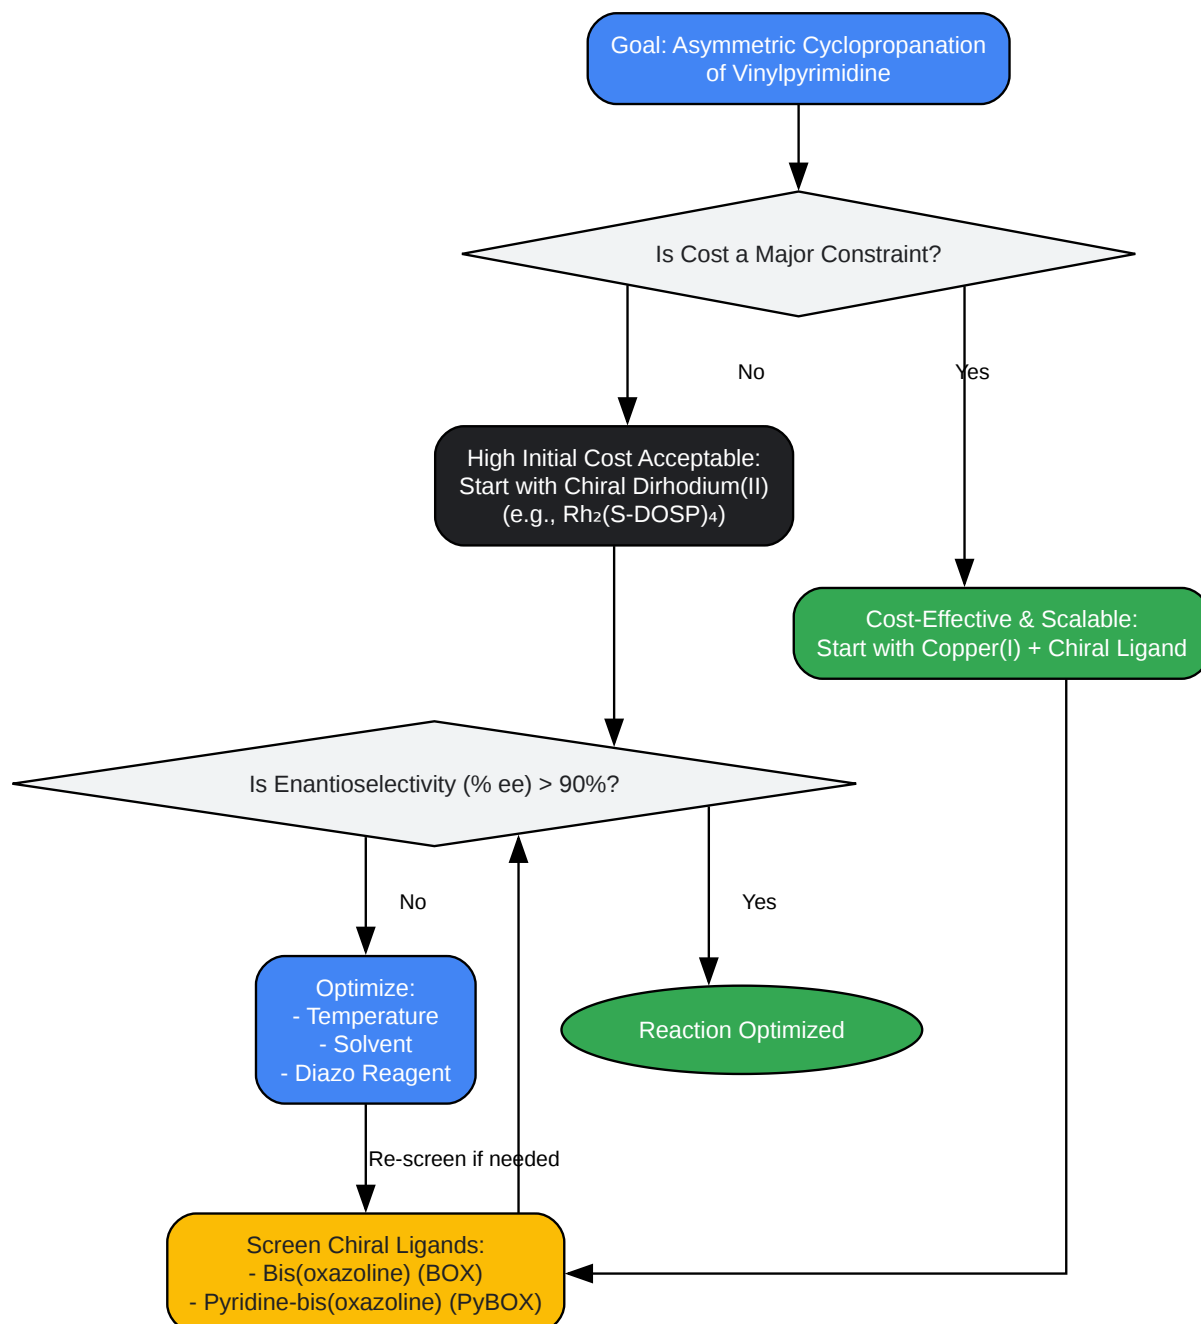 Goal: Asymmetric Cyclopropanation
of Vinylpyrimidine
Is Cost a Major Constraint?
No
Yes
High Initial Cost Acceptable:
Start with Chiral Dirhodium(II)
(e.g., Rh₂(S-DOSP)₄)
Cost-Effective & Scalable:
Start with Copper(I) + Chiral Ligand
Is Enantioselectivity (% ee) > 90%?
No
Yes
Optimize:
- Temperature
- Solvent
- Diazo Reagent
Reaction Optimized
Re-screen if needed
Screen Chiral Ligands:
- Bis(oxazoline) (BOX)
- Pyridine-bis(oxazoline) (PyBOX)